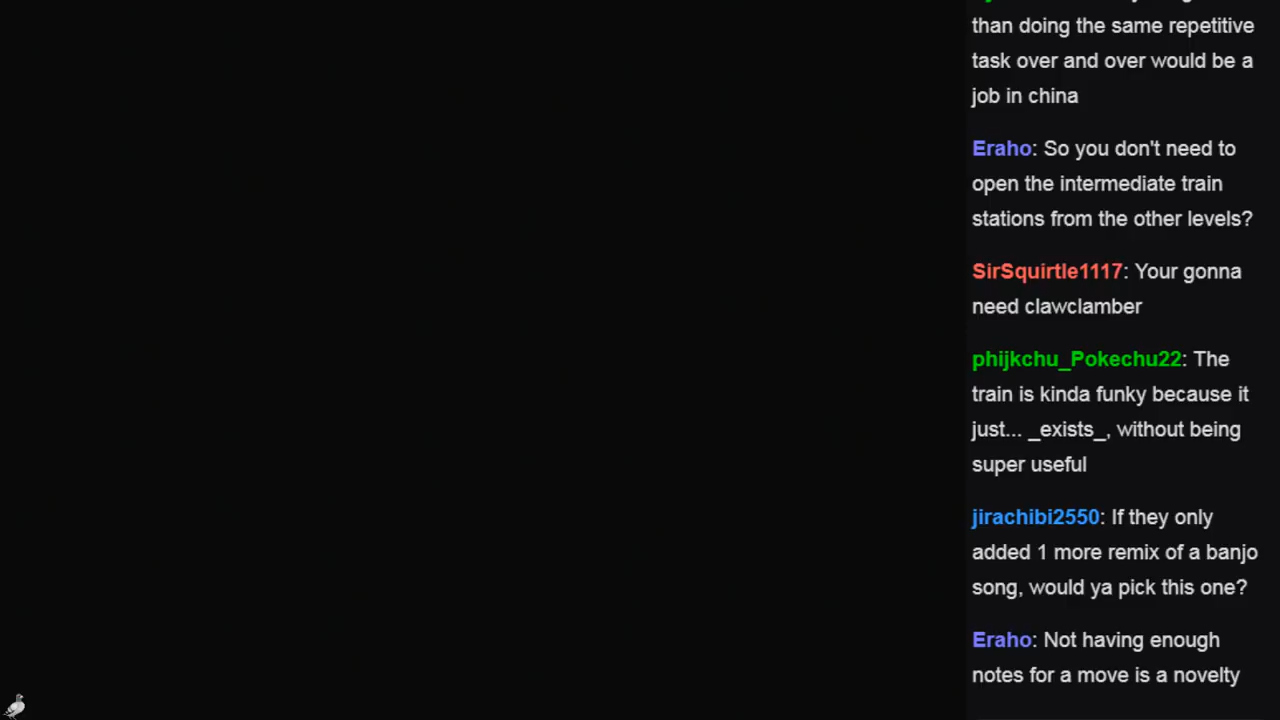 than doing the same repetitive
task over and over would be a
job in china
Eraho: So you don't need to
open the intermediate train
stations from the other levels?
SirSquirtle1117: Your gonna
need clawclamber
phijkchu_Pokechu22: The
train is kinda funky because it
just... _exists_, without being
super useful
jirachibi2550: If they only
added 1 more remix of a banjo
song, would ya pick this one?
Eraho: Not having enough
notes for a move is a novelty